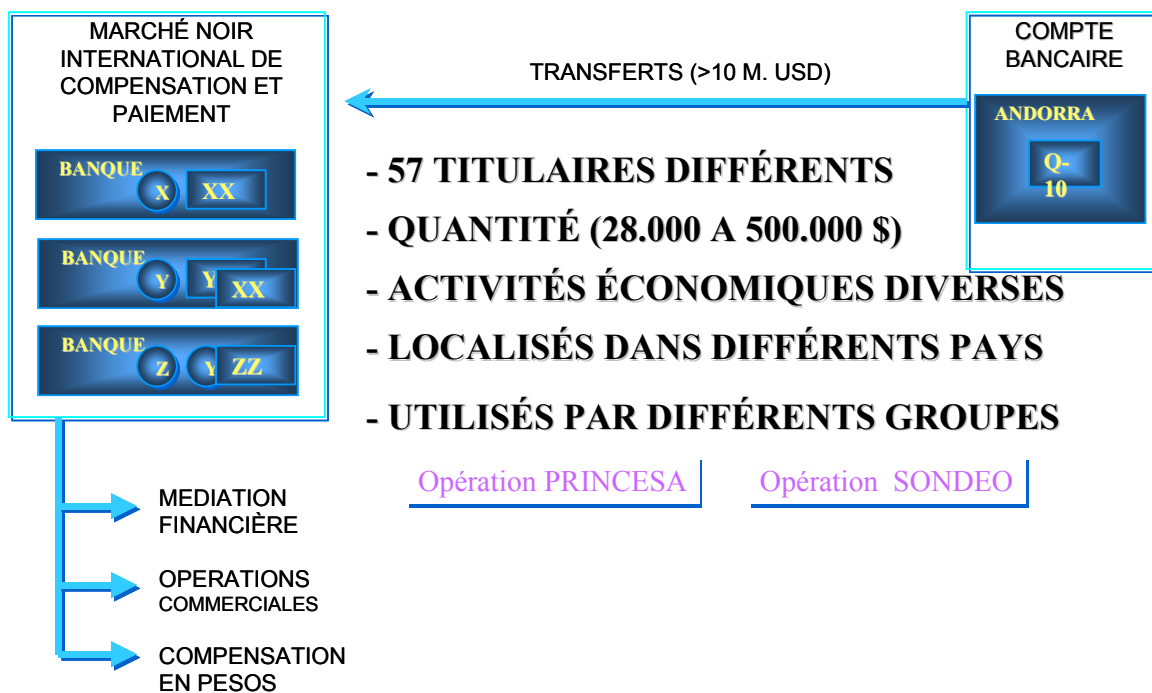 MARCHÉ NOIR
INTERNATIONAL DE
COMPENSATION ET
PAIEMENT
BANQUE
X
XX
BANQUE
Y
Y
XX
BANQUE
Z
Y
ZZ
TRANSFERTS (>10 M. USD)
COMPTE
BANCAIRE
ANDORRA
Q-
10
- 57 TITULAIRES DIFFÉRENTS
- QUANTITÉ (28.000 A 500.000 $)
- ACTIVITÉS ÉCONOMIQUES DIVERSES
- LOCALISÉS DANS DIFFÉRENTS PAYS
- UTILISÉS PAR DIFFÉRENTS GROUPES
Opération PRINCESA
Opération SONDEO
MEDIATION
FINANCIÈRE
OPERATIONS
COMMERCIALES
COMPENSATION
EN PESOS